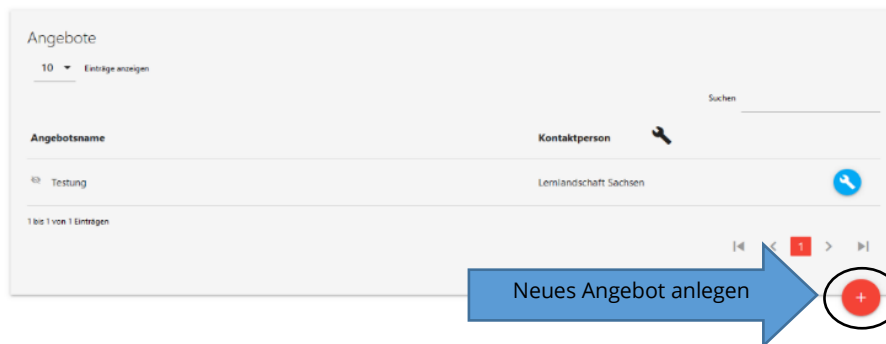 Angebote
10 Einträge anzeigen
Suchen
Angebotsname Kontaktperson
Testung Lernlandschaft Sachsen
1 bis 1 von 1 Einträgen
1
Neues Angebot anlegen
+